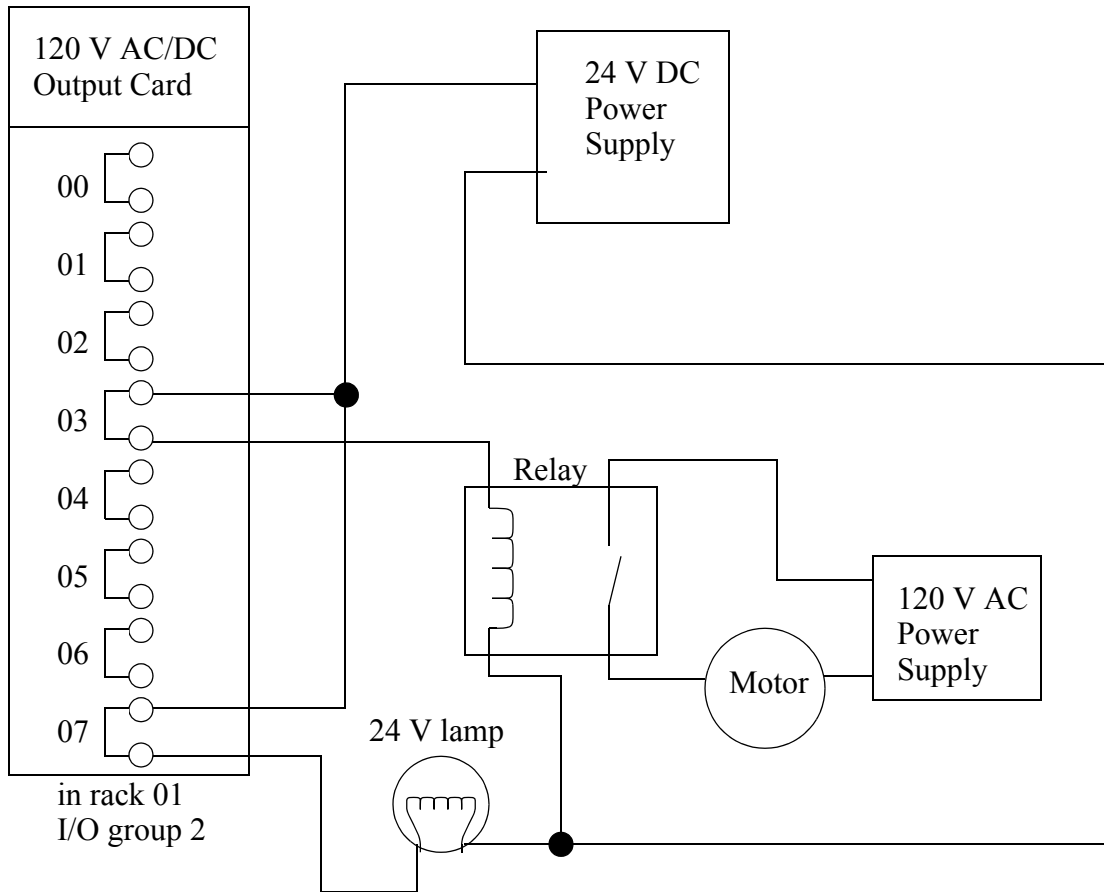 120 V AC/DC
Output Card
24 V DC
Power
Supply
00
01
02
03
04
05
06
07
Relay
120 V AC
Power
Supply
Motor
24 V lamp
in rack 01
I/O group 2